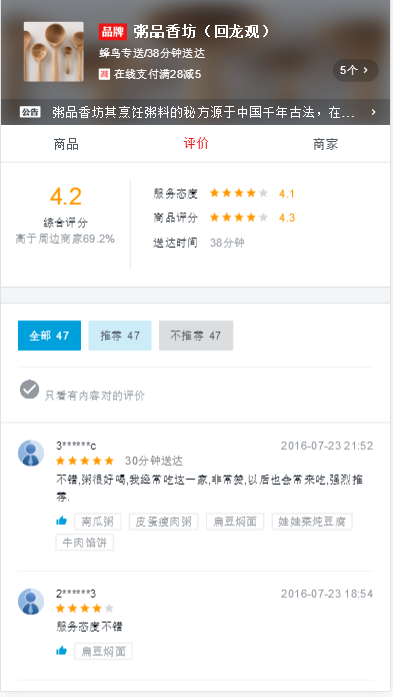 品牌 粥品香坊（回龙观）
蜂鸟专送/38分钟送达
减 在线支付满28减5
5个 >
公告 粥品香坊其烹饪粥料的秘方源于中国千年古法，在... >
商品 评价 商家
4.2
综合评分
高于周边商家69.2%
服务态度 4.1
商品评分 4.3
送达时间 38分钟
全部 47 推荐 47 不推荐 47
只看有内容对的评价
3******c 2016-07-23 21:52
30分钟送达
不错,粥很好喝,我经常吃这一家,非常赞,以后也会常来吃,强烈推
荐.
南瓜粥 皮蛋瘦肉粥 扁豆焖面 娃娃菜炖豆腐
牛肉馅饼
2******3 2016-07-23 18:54
服务态度不错
扁豆焖面